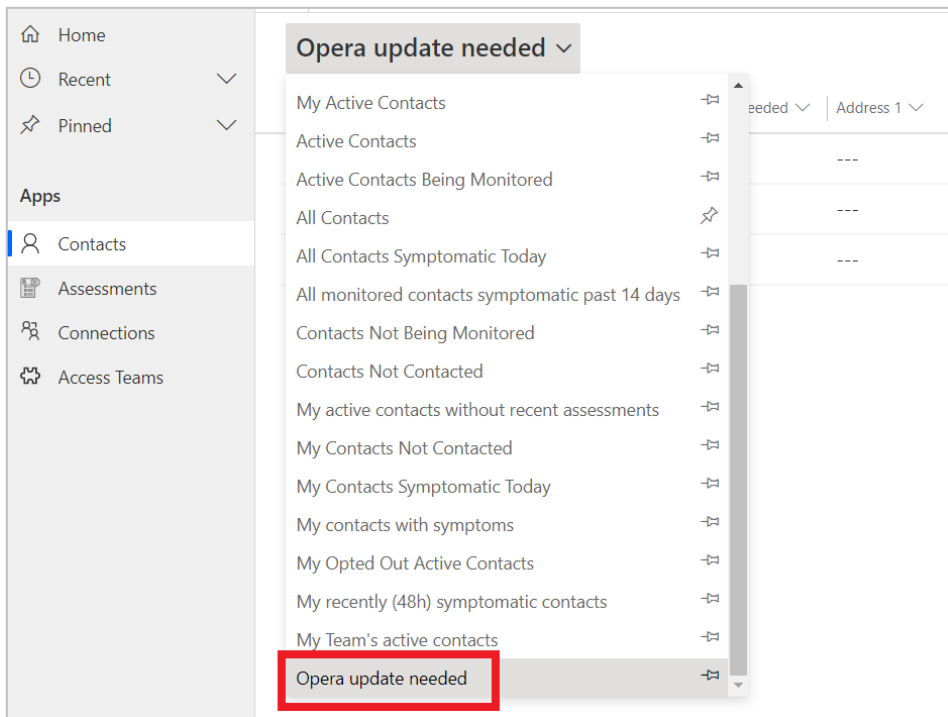 Home
Recent
Pinned
Apps
Contacts
Assessments
Connections
Access Teams
Opera update needed
My Active Contacts
Active Contacts
Active Contacts Being Monitored
All Contacts
All Contacts Symptomatic Today
All monitored contacts symptomatic past 14 days
Contacts Not Being Monitored
Contacts Not Contacted
My active contacts without recent assessments
My Contacts Not Contacted
My Contacts Symptomatic Today
My contacts with symptoms
My Opted Out Active Contacts
My recently (48h) symptomatic contacts
My Team's active contacts
Opera update needed
eeded
Address 1
---
---
---